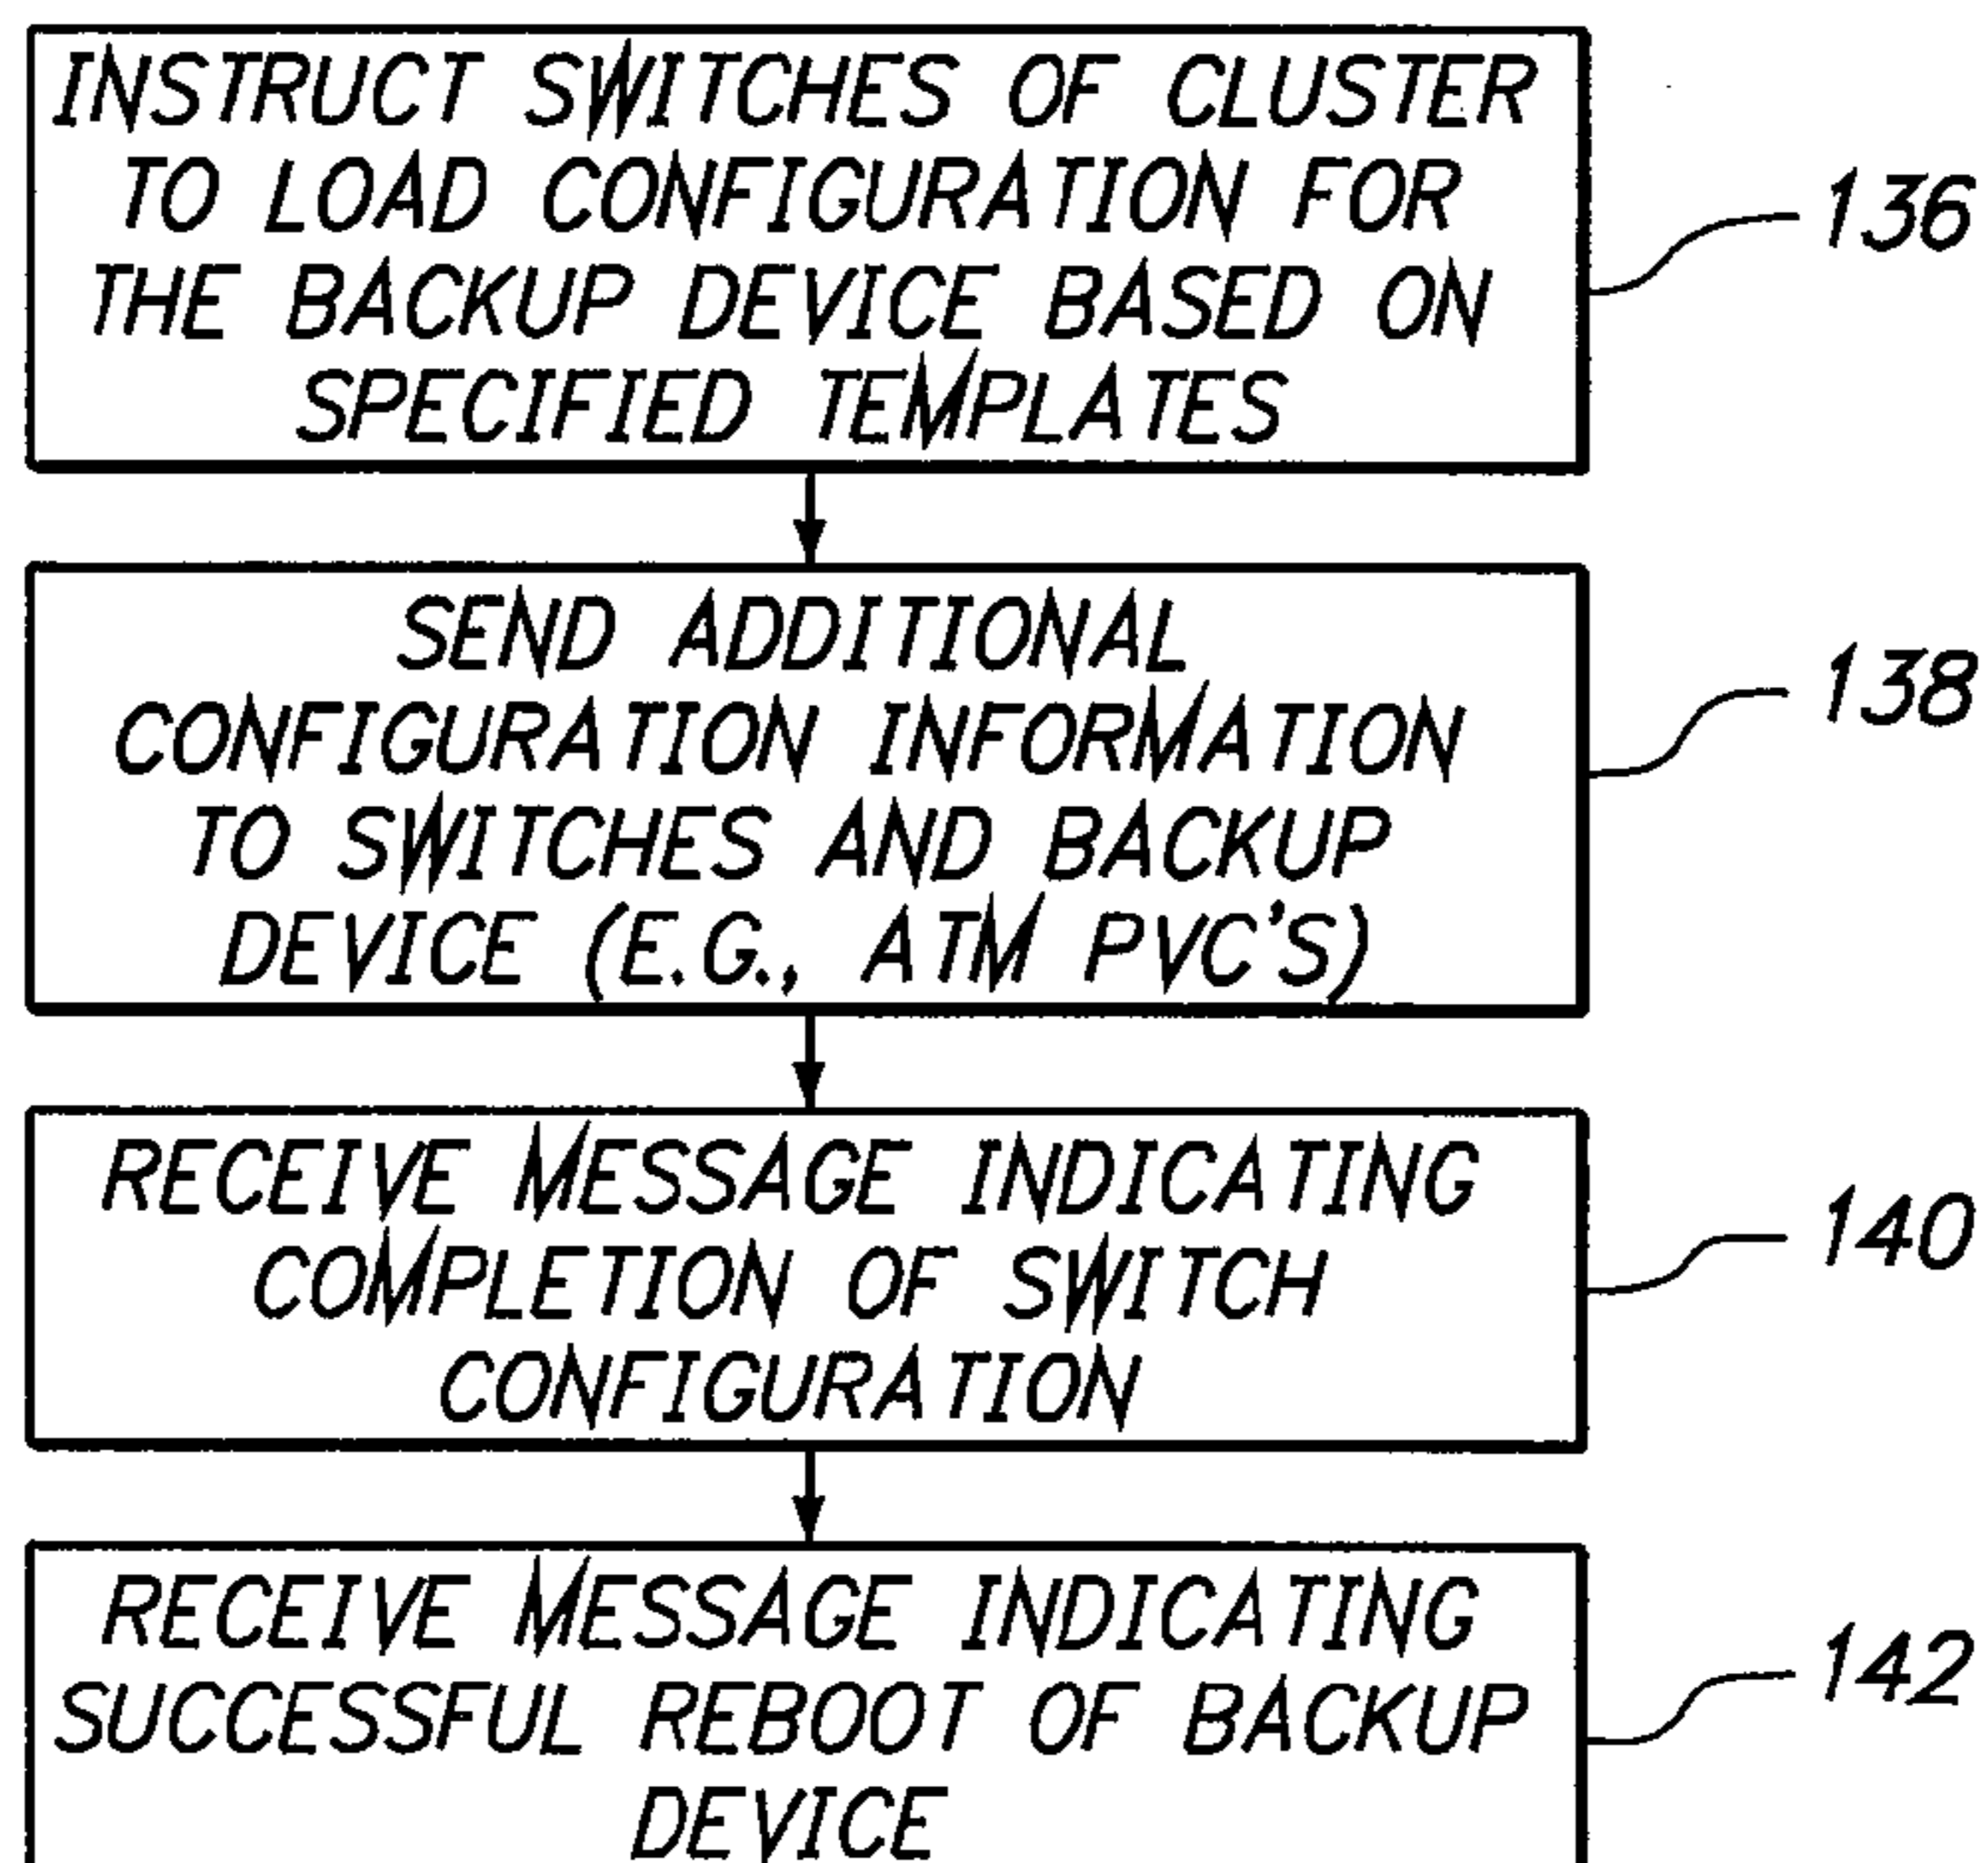 INSTRUCT SWITCHES OF CLUSTER
TO LOAD CONFIGURATION FOR
THE BACKUP DEVICE BASED ON
SPECIFIED TEMPLATES
136
SEND ADDITIONAL
CONFIGURATION INFORMATION
TO SWITCHES AND BACKUP
DEVICE (E.G., ATM PVC'S)
138
RECEIVE MESSAGE INDICATING
COMPLETION OF SWITCH
CONFIGURATION
140
RECEIVE MESSAGE INDICATING
SUCCESSFUL REBOOT OF BACKUP
DEVICE
142